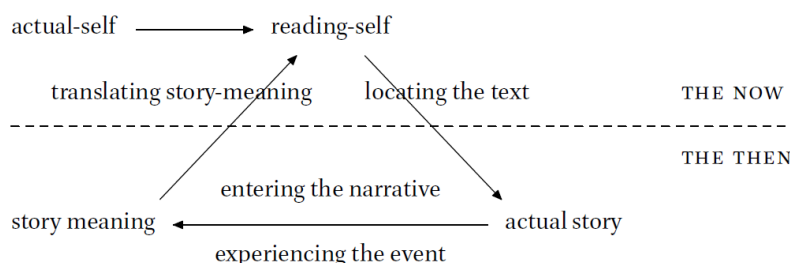 actual-self reading-self
translating story-meaning locating the text THE NOW
THE THEN
entering the narrative
story meaning actual story
experiencing the event